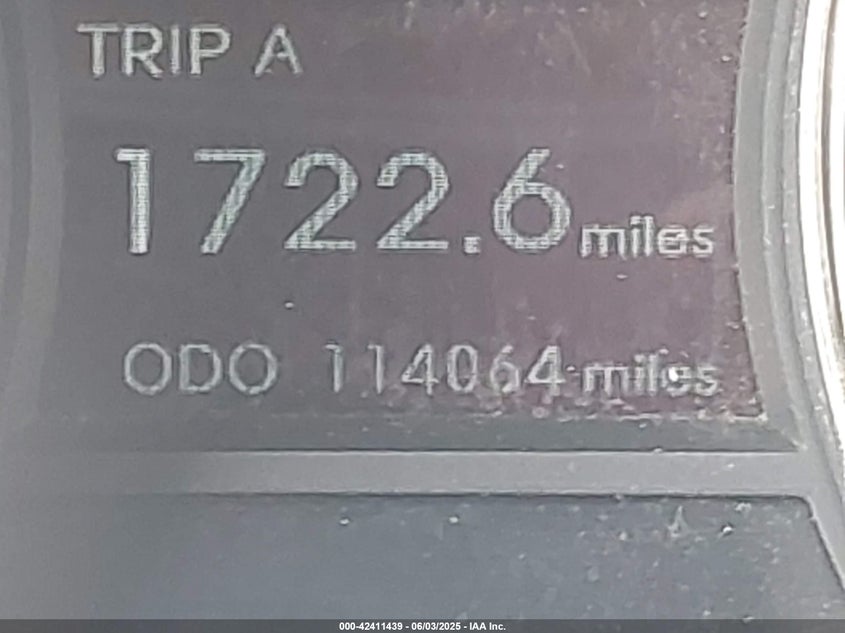 TRIP A
1722.6 miles
ODO 114064 miles
000-42411439 - 06/03/2025 - IAA Inc.